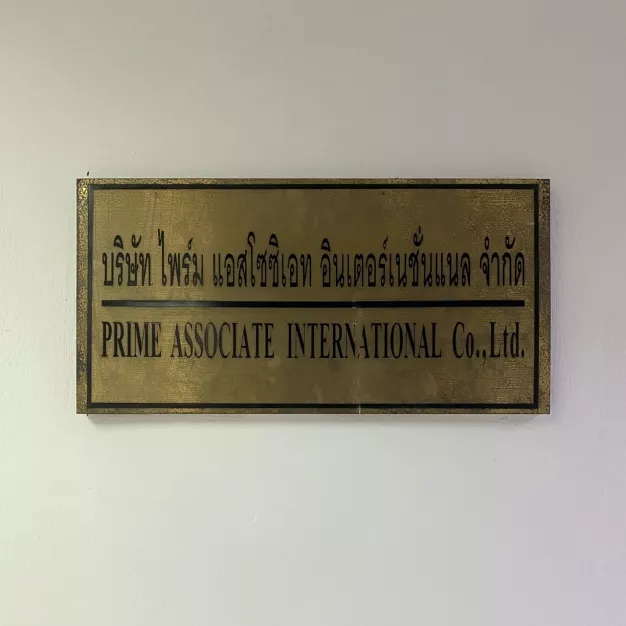 บริษัท ไพร์ม แอสโซซิเอท อินเตอร์เนชั่นแนล จำกัด
PRIME ASSOCIATE INTERNATIONAL Co.,Ltd.